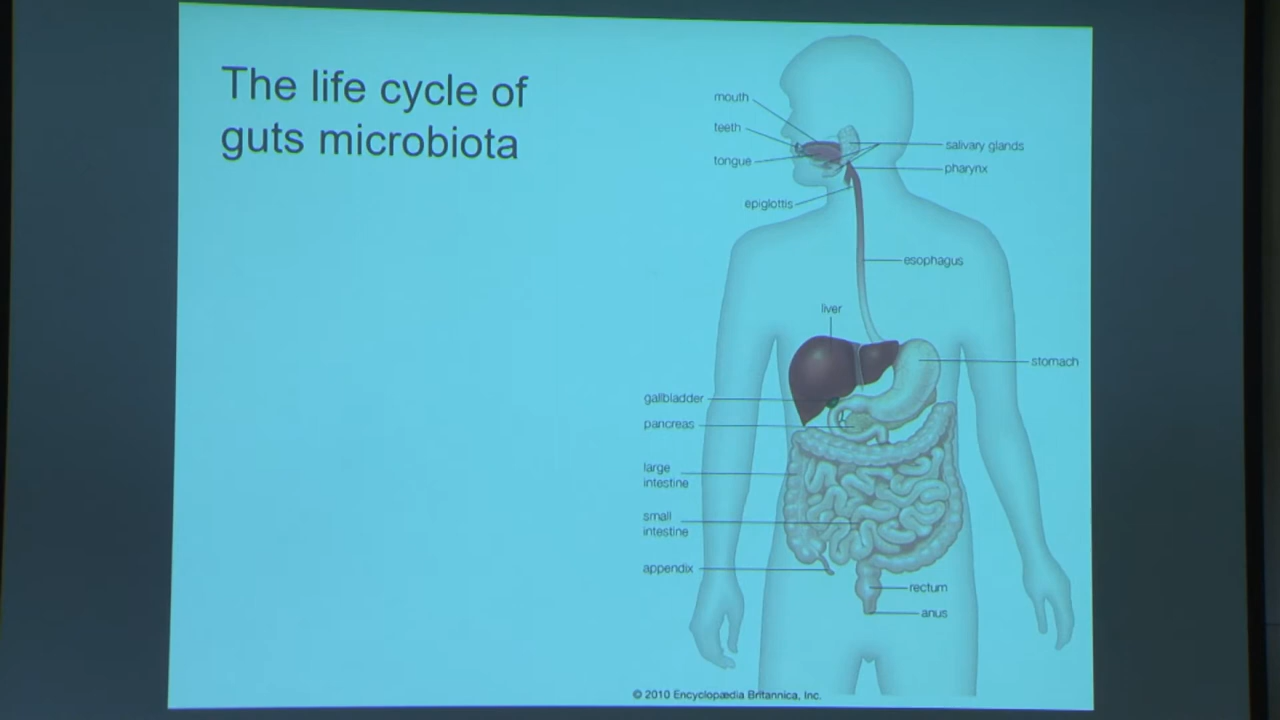 The life cycle of
guts microbiota
mouth
teeth
tongue
salivary glands
pharynx
epiglottis
esophagus
liver
stomach
gallbladder
pancreas
large
intestine
small
intestine
appendix
rectum
anus
© 2010 Encyclopædia Britannica, Inc.